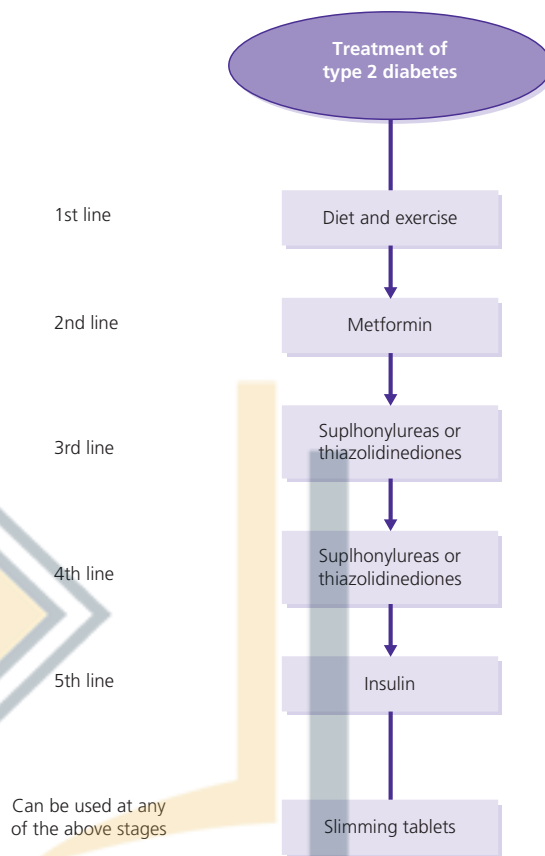 Treatment of
type 2 diabetes
1st line
Diet and exercise
2nd line
Metformin
3rd line
Suplhonylureas or
thiazolidinediones
4th line
Suplhonylureas or
thiazolidinediones
5th line
Insulin
Can be used at any
of the above stages
Slimming tablets